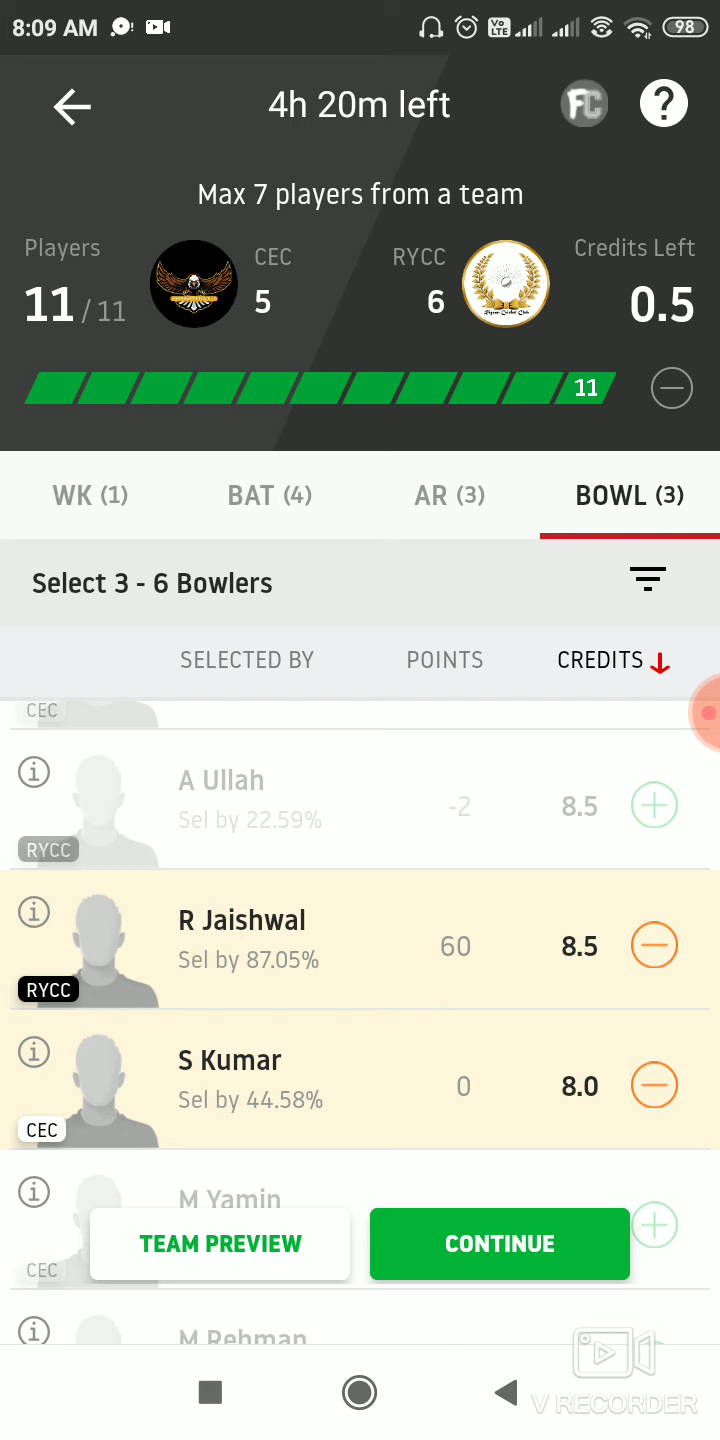 8:09 AM
Vo LTE
98
4h 20m left
FC
?
Max 7 players from a team
Players
CEC
RYCC
Credits Left
11 / 11
5
6
0.5
11
WK (1)
BAT (4)
AR (3)
BOWL (3)
Select 3 - 6 Bowlers
SELECTED BY
POINTS
CREDITS
CEC
A Ullah
Sel by 22.59%
-2
8.5
RYCC
R Jaishwal
Sel by 87.05%
60
8.5
RYCC
S Kumar
Sel by 44.58%
0
8.0
CEC
M Yamin
TEAM PREVIEW
CONTINUE
CEC
M Rehman
V RECORDER